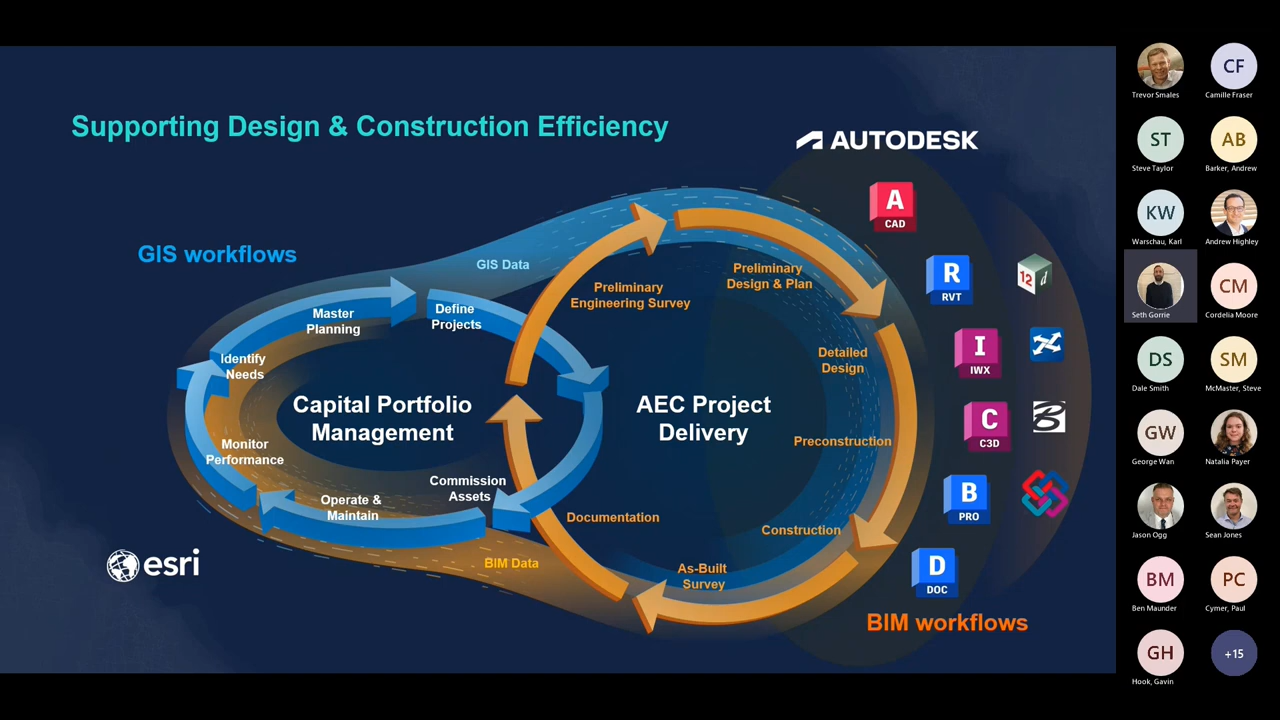 Supporting Design & Construction Efficiency
AUTODESK
A
CAD
GIS workflows
GIS Data
Preliminary
Engineering Survey
Preliminary
Design & Plan
R
RVT
12d
Master
Planning
Define
Projects
Identify
Needs
Detailed
Design
I
IWX
Capital Portfolio
Management
AEC Project
Delivery
C
C3D
B
Monitor
Performance
Preconstruction
Commission
Assets
Operate &
Maintain
Documentation
Construction
B
PRO
esri
BIM Data
As-Built
Survey
D
DOC
BIM workflows
Trevor Smales
CF
Camille Fraser
ST
Steve Taylor
AB
Barker, Andrew
KW
Warschau, Karl
Andrew Highley
Seth Gorrie
CM
Cordelia Moore
DS
Dale Smith
SM
McMaster, Steve
GW
George Wan
Natalia Payer
Jason Ogg
Sean Jones
BM
Ben Maunder
PC
Cymer, Paul
GH
Hook, Gavin
+15